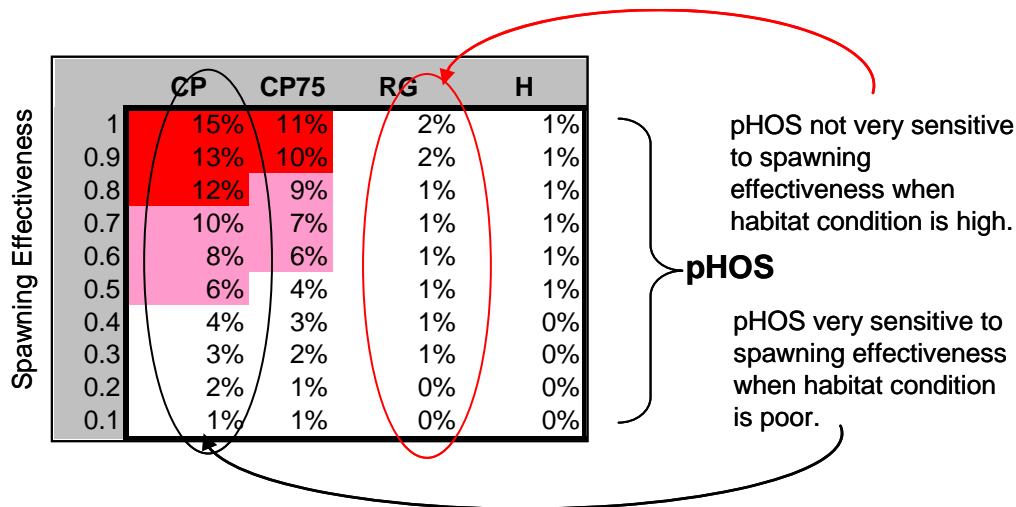 CP CP75 RG H
Spawning Effectiveness
1 15% 11% 2% 1%
0.9 13% 10% 2% 1%
0.8 12% 9% 1% 1%
0.7 10% 7% 1% 1%
0.6 8% 6% 1% 1%
0.5 6% 4% 1% 1%
0.4 4% 3% 1% 0%
0.3 3% 2% 1% 0%
0.2 2% 1% 0% 0%
0.1 1% 1% 0% 0%
pHOS not very sensitive
to spawning
effectiveness when
habitat condition is high.
pHOS
pHOS very sensitive to
spawning effectiveness
when habitat condition
is poor.